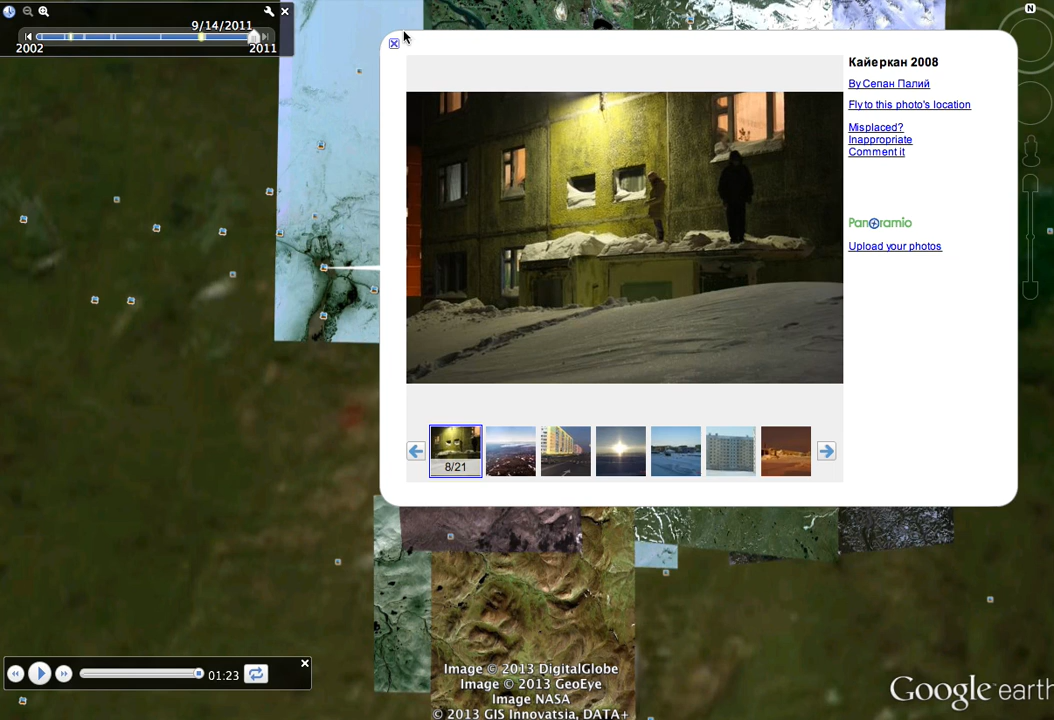 9/14/2011
2002
2011
N
Кайеркан 2008
By Сепан Палий
Fly to this photo's location
Misplaced?
Inappropriate
Comment it
Panoramio
Upload your photos
8/21
01:23
Image © 2013 DigitalGlobe
Image © 2013 GeoEye
Image NASA
© 2013 GIS Innovatsia, DATA+
Google earth